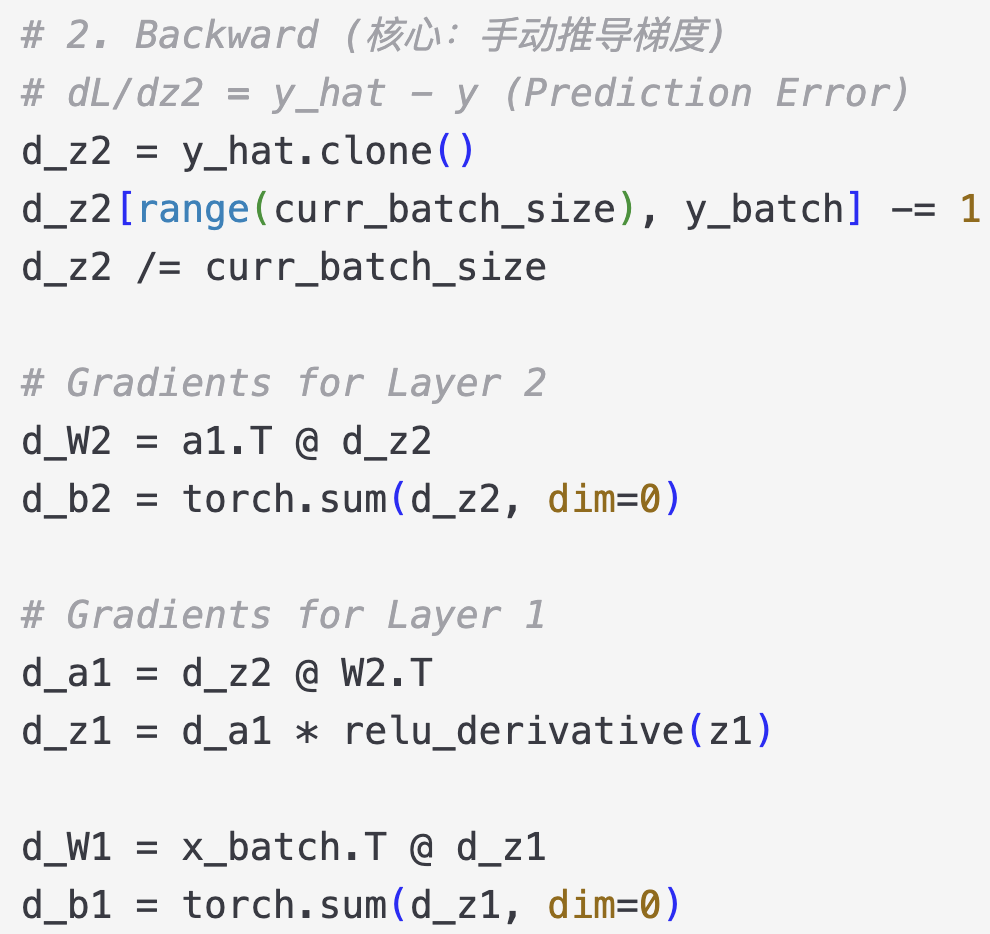 # 2. Backward (核心：手动推导梯度)
# dL/dz2 = y_hat - y (Prediction Error)
d_z2 = y_hat.clone()
d_z2[range(curr_batch_size), y_batch] -= 1
d_z2 /= curr_batch_size
# Gradients for Layer 2
d_W2 = a1.T @ d_z2
d_b2 = torch.sum(d_z2, dim=0)
# Gradients for Layer 1
d_a1 = d_z2 @ W2.T
d_z1 = d_a1 * relu_derivative(z1)
d_W1 = x_batch.T @ d_z1
d_b1 = torch.sum(d_z1, dim=0)